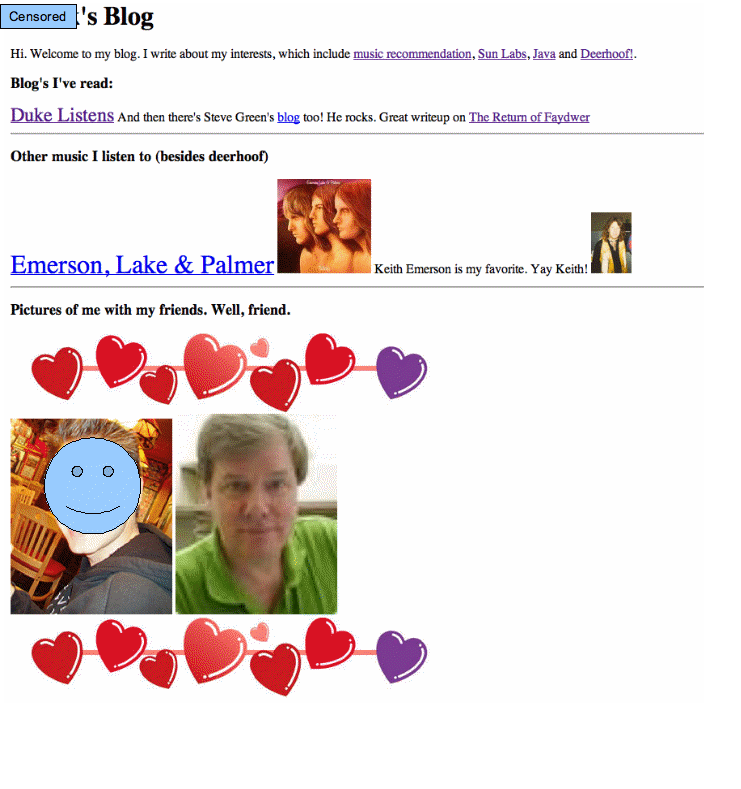 Censored k's Blog
Hi. Welcome to my blog. I write about my interests, which include music recommendation, Sun Labs, Java and Deerhoof!.
Blog's I've read:
Duke Listens And then there's Steve Green's blog too! He rocks. Great writeup on The Return of Faydwer
Other music I listen to (besides deerhoof)
Emerson, Lake & Palmer Keith Emerson is my favorite. Yay Keith!
Pictures of me with my friends. Well, friend.